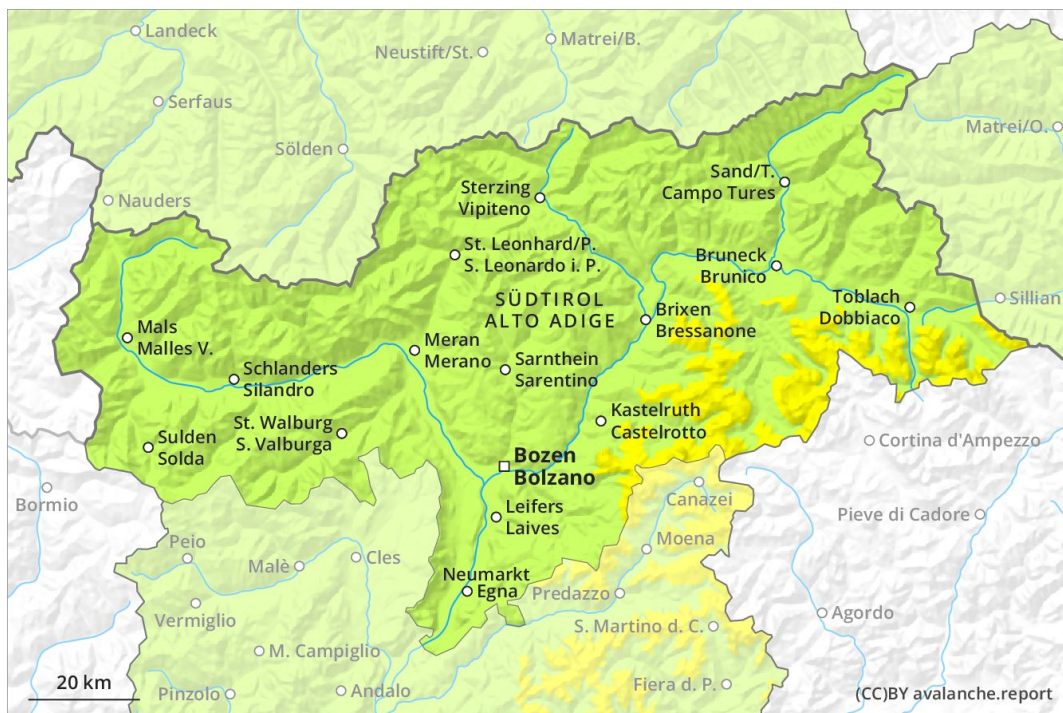 Landeck
Neustift/St.
Matrei/B.
Serfaus
Matrei/O.
Sölden
Sand/T.
Campo Tures
Sterzing
Vipiteno
Nauders
St. Leonhard/P.
S. Leonardo i. P.
Bruneck
Brunico
Toblach
Dobbiaco
Sillian
SÜDTIROL
ALTO ADIGE
Brixen
Bressanone
Mals
Malles V.
Meran
Merano
Sarnthein
Sarentino
Schlanders
Silandro
St. Walburg
S. Valburga
Kastelruth
Castelrotto
Sulden
Solda
Cortina d'Ampezzo
Bozen
Bolzano
Bormio
Canazei
Leifers
Laives
Pieve di Cadore
Peio
Cles
Moena
Malè
Neumarkt
Egna
Predazzo
Vermiglio
Agordo
S. Martino d. C.
M. Campiglio
20 km
Pinzolo
Andalo
Fiera d. P.
(CC)BY avalanche.report